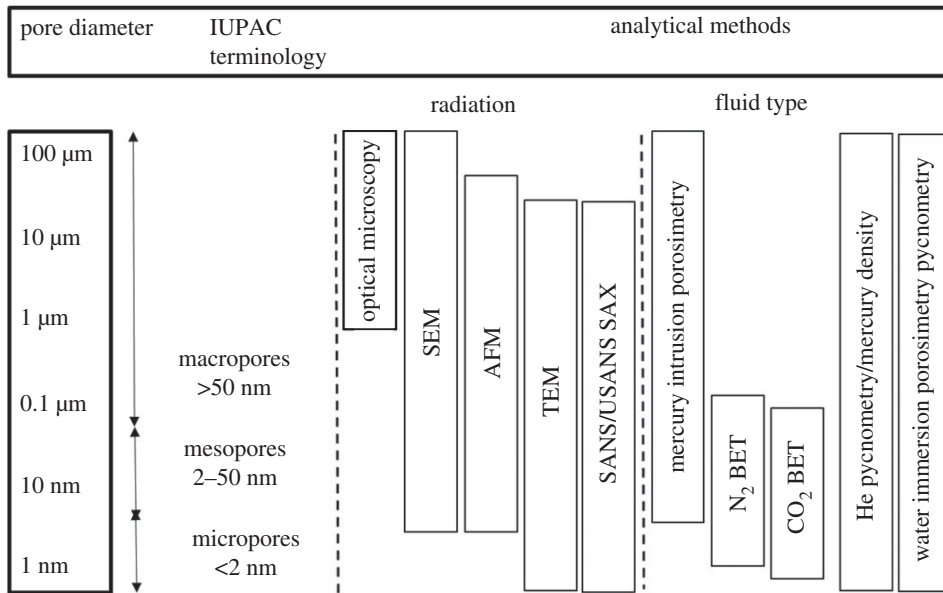 pore diameter
IUPAC
terminology
analytical methods
radiation
fluid type
100 µm
10 µm
1 µm
0.1 µm
10 nm
1 nm
macropores
>50 nm
mesopores
2–50 nm
micropores
<2 nm
optical microscopy
SEM
AFM
TEM
SANS/USANS SAX
mercury intrusion porosimetry
N₂ BET
CO₂ BET
He pycnometry/mercury density
water immersion porosimetry pycnometry